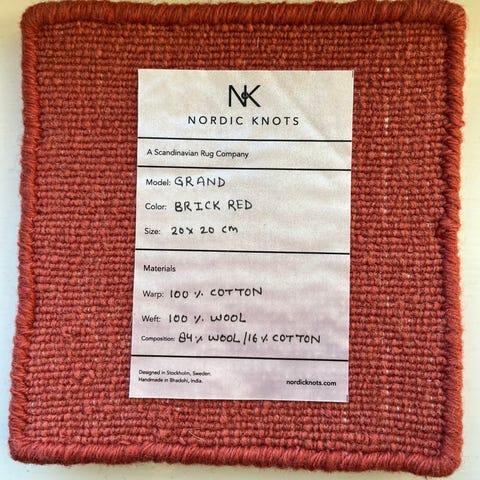 NK
NORDIC KNOTS
A Scandinavian Rug Company
Model: GRAND
Color: BRICK RED
Size: 20 x 20 cm
Materials
Warp: 100 % COTTON
Weft: 100 % WOOL
Composition: 84 % WOOL/16 % COTTON
Designed in Stockholm, Sweden.
Handmade in Bhadohi, India.
nordicknots.com